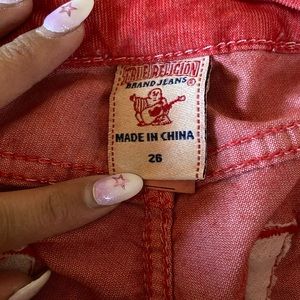 TRUE RELIGION
BRAND JEANS
MADE IN CHINA
26